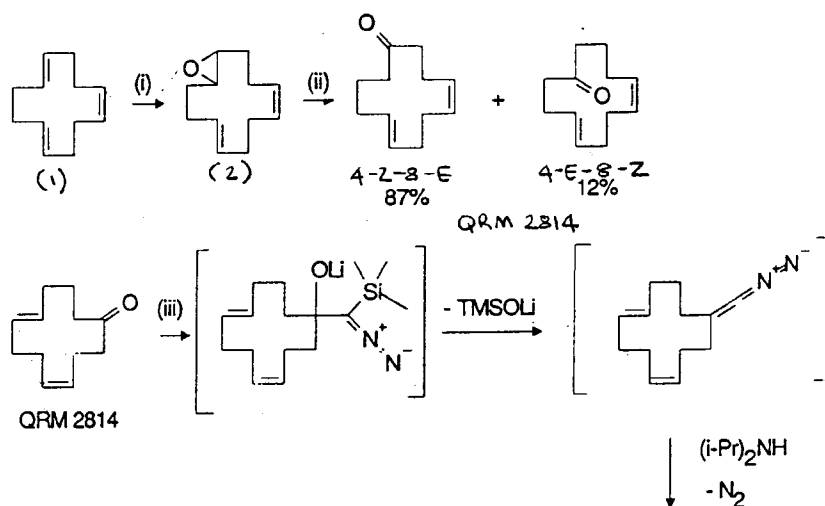 (i)
(ii)
O
O
O
+
(1)
(2)
4-Z-8-E
87%
4-E-8-Z
12%
QRM 2814
O
(iii)
OLi
Si
N+
N-
- TMSOLi
N+
N-
-
QRM 2814
(i-Pr)2NH
- N2